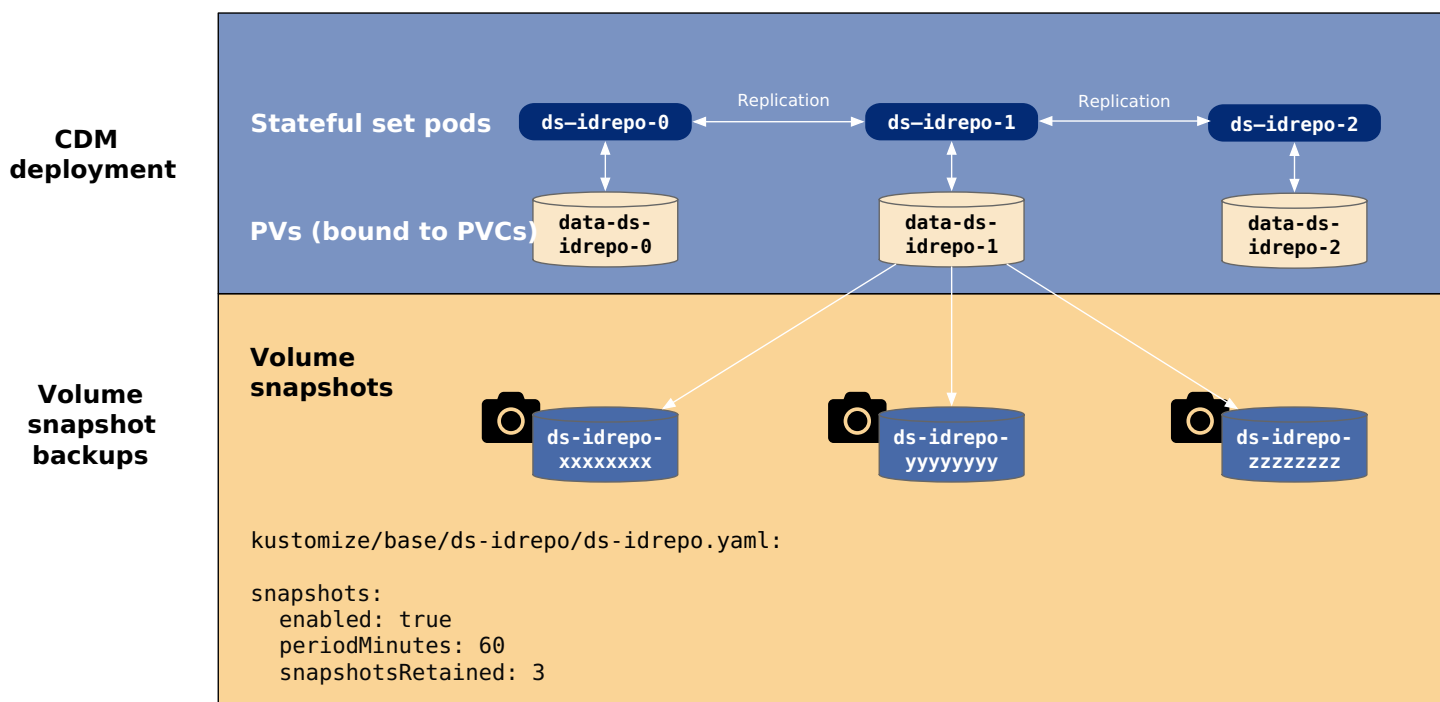 CDM
deployment
Stateful set pods
ds–idrepo-0
Replication
ds–idrepo-1
Replication
ds–idrepo-2
PVs (bound to PVCs)
data-ds-
idrepo-0
data-ds-
idrepo-1
data-ds-
idrepo-2
Volume
snapshot
backups
Volume
snapshots
ds-idrepo-
xxxxxxxx
ds-idrepo-
yyyyyyyy
ds-idrepo-
zzzzzzzz
kustomize/base/ds-idrepo/ds-idrepo.yaml:
snapshots:
  enabled: true
  periodMinutes: 60
  snapshotsRetained: 3